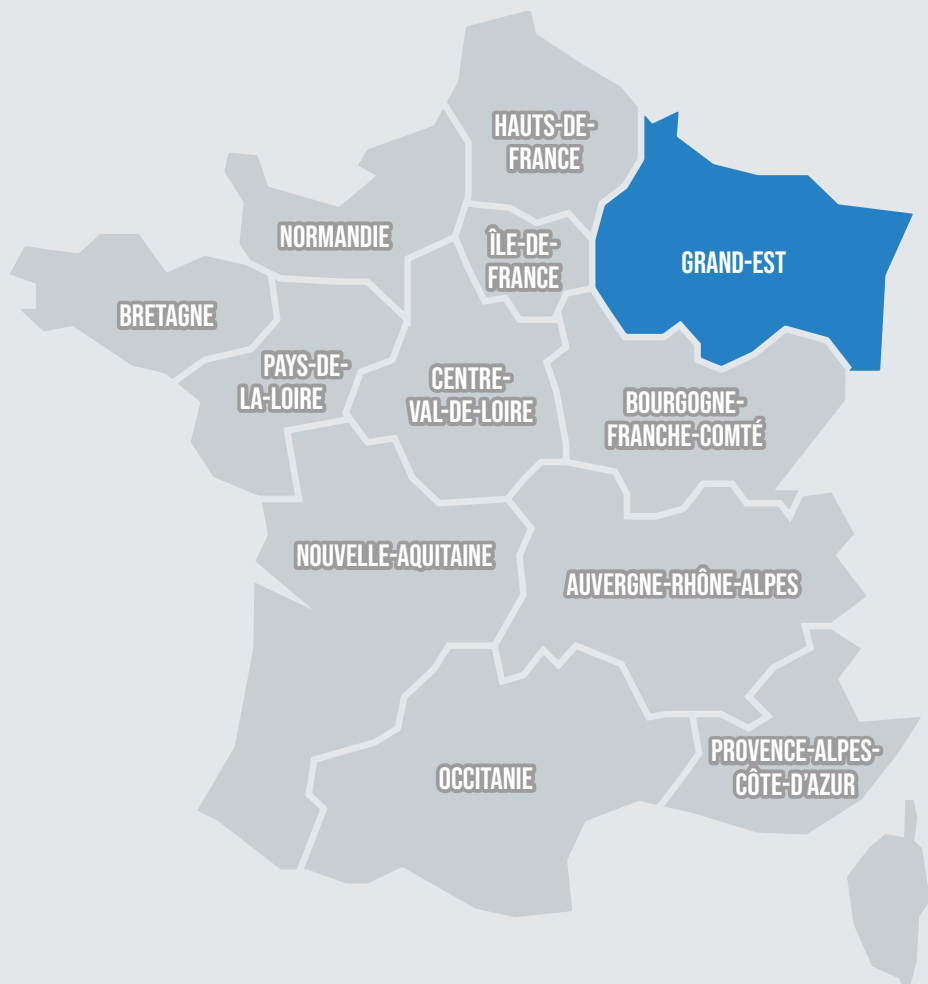 HAUTS-DE-
FRANCE
NORMANDIE
ÎLE-DE-
FRANCE
GRAND-EST
BRETAGNE
PAYS-DE-
LA-LOIRE
CENTRE-
VAL-DE-LOIRE
BOURGOGNE-
FRANCHE-COMTÉ
NOUVELLE-AQUITAINE
AUVERGNE-RHÔNE-ALPES
OCCITANIE
PROVENCE-ALPES-
CÔTE-D'AZUR